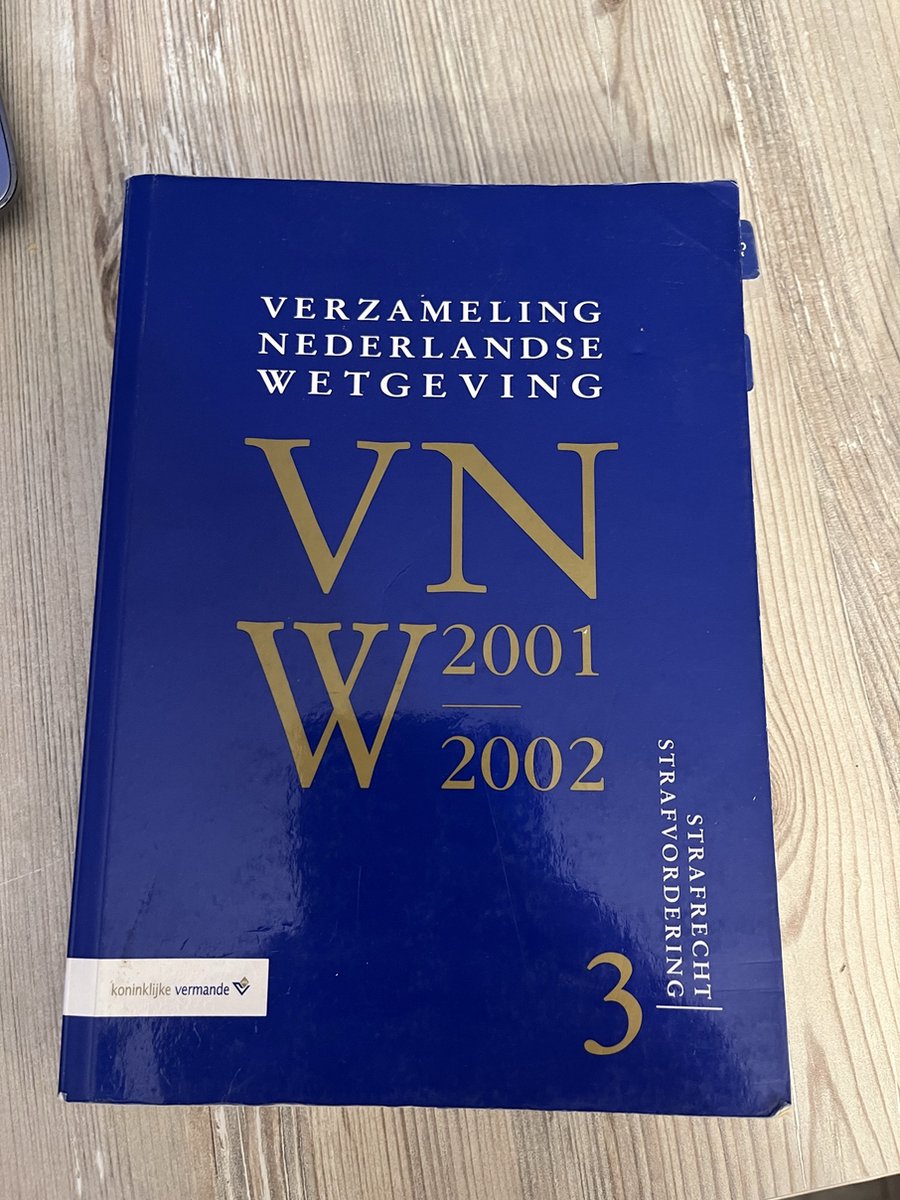 VERZAMELING
NEDERLANDSE
WETGEVING
VN
W 2001
2002
STRAFRECHT
STRAFVORDERING
3
koninklijke vermande